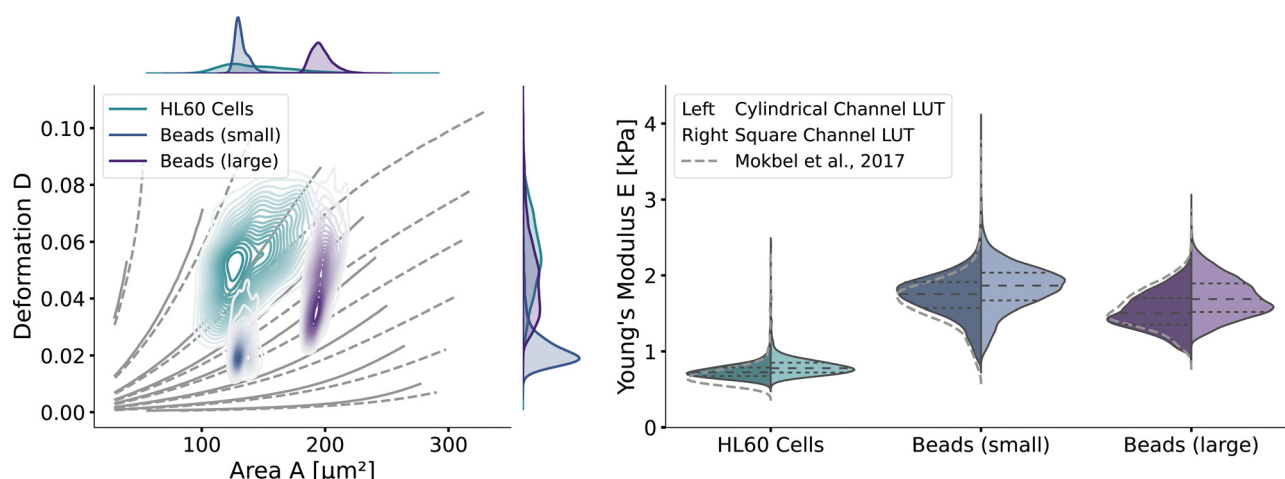 HL60 Cells
Beads (small)
Beads (large)
Deformation D
0.10
0.08
0.06
0.04
0.02
0.00
100
200
300
Area A [μm²]
Left Cylindrical Channel LUT
Right Square Channel LUT
Mokbel et al., 2017
Young's Modulus E [kPa]
4
3
2
1
0
HL60 Cells
Beads (small)
Beads (large)